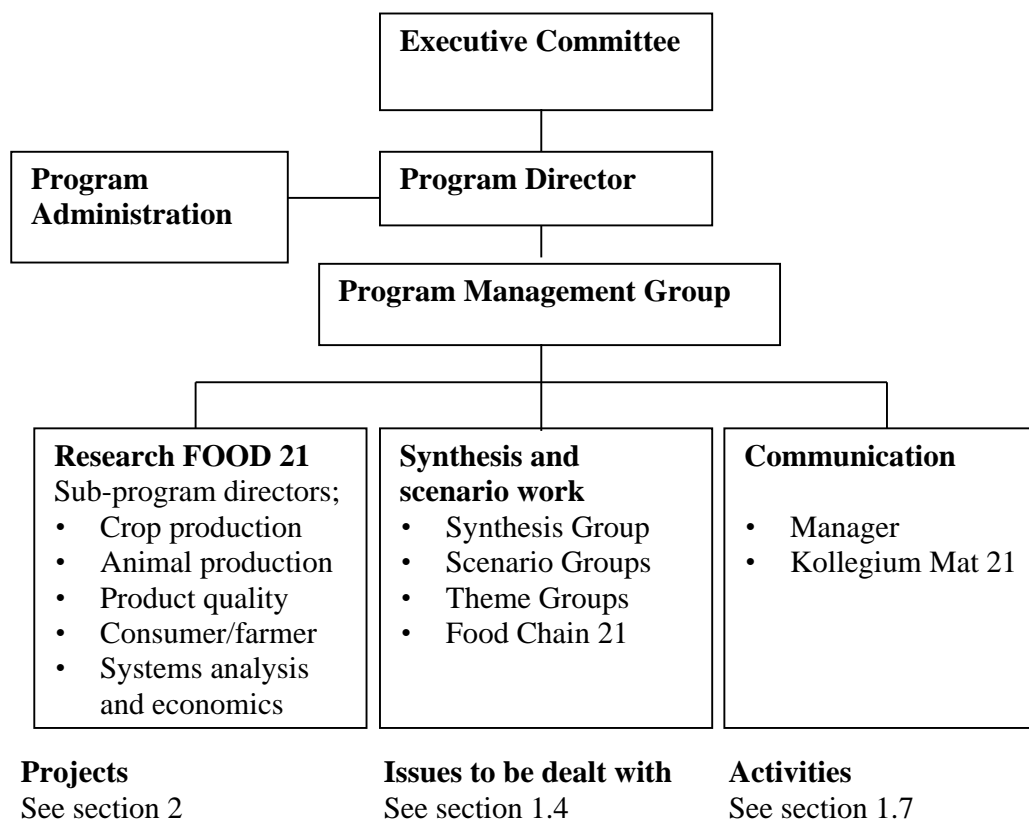 Executive Committee
Program
Administration
Program Director
Program Management Group
Research FOOD 21
Sub-program directors;
• Crop production
• Animal production
• Product quality
• Consumer/farmer
• Systems analysis
and economics
Synthesis and
scenario work
• Synthesis Group
• Scenario Groups
• Theme Groups
• Food Chain 21
Communication
• Manager
• Kollegium Mat 21
Projects
See section 2
Issues to be dealt with
See section 1.4
Activities
See section 1.7